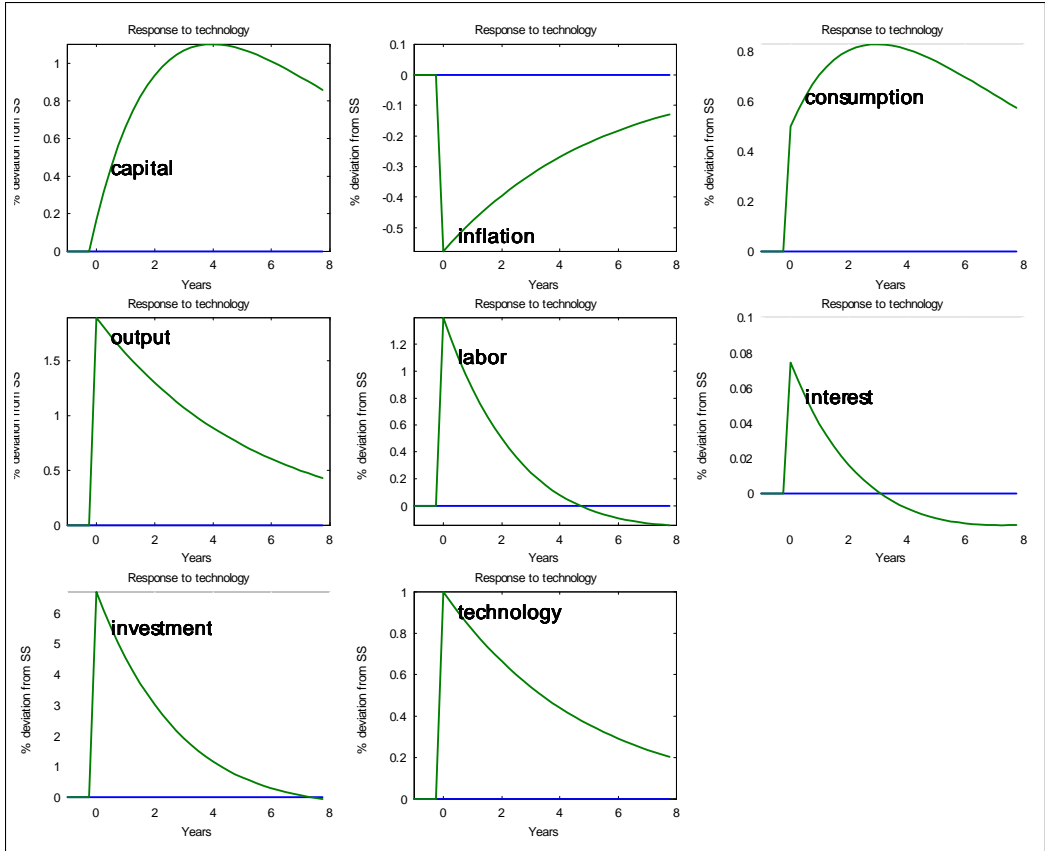 Response to technology
% deviation from SS
1
0.8
0.6
0.4
0.2
0
capital
0 2 4 6 8
Years
Response to technology
% deviation from SS
0.1
0
-0.1
-0.2
-0.3
-0.4
-0.5
inflation
0 2 4 6 8
Years
Response to technology
% deviation from SS
0.8
0.6
0.4
0.2
0
consumption
0 2 4 6 8
Years
Response to technology
% deviation from SS
1.5
1
0.5
0
output
0 2 4 6 8
Years
Response to technology
% deviation from SS
1.2
1
0.8
0.6
0.4
0.2
0
labor
0 2 4 6 8
Years
Response to technology
% deviation from SS
0.1
0.08
0.06
0.04
0.02
0
interest
0 2 4 6 8
Years
Response to technology
% deviation from SS
6
5
4
3
2
1
0
investment
0 2 4 6 8
Years
Response to technology
% deviation from SS
1
0.8
0.6
0.4
0.2
0
technology
0 2 4 6 8
Years